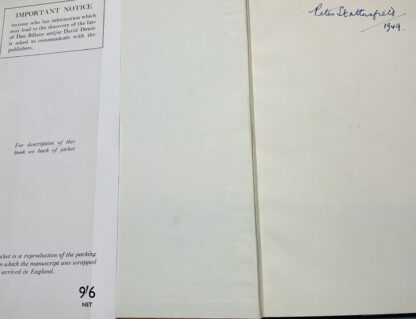 IMPORTANT NOTICE
Anyone who has information which
may lead to the discovery of the fate
of Dan Billany and/or David Dowie
is asked to communicate with the
publishers.
For description of this
book see back of jacket
acket is a reproduction of the packing
n which the manuscript was wrapped
arrived in England.
9/6
NET
Peter
1949.